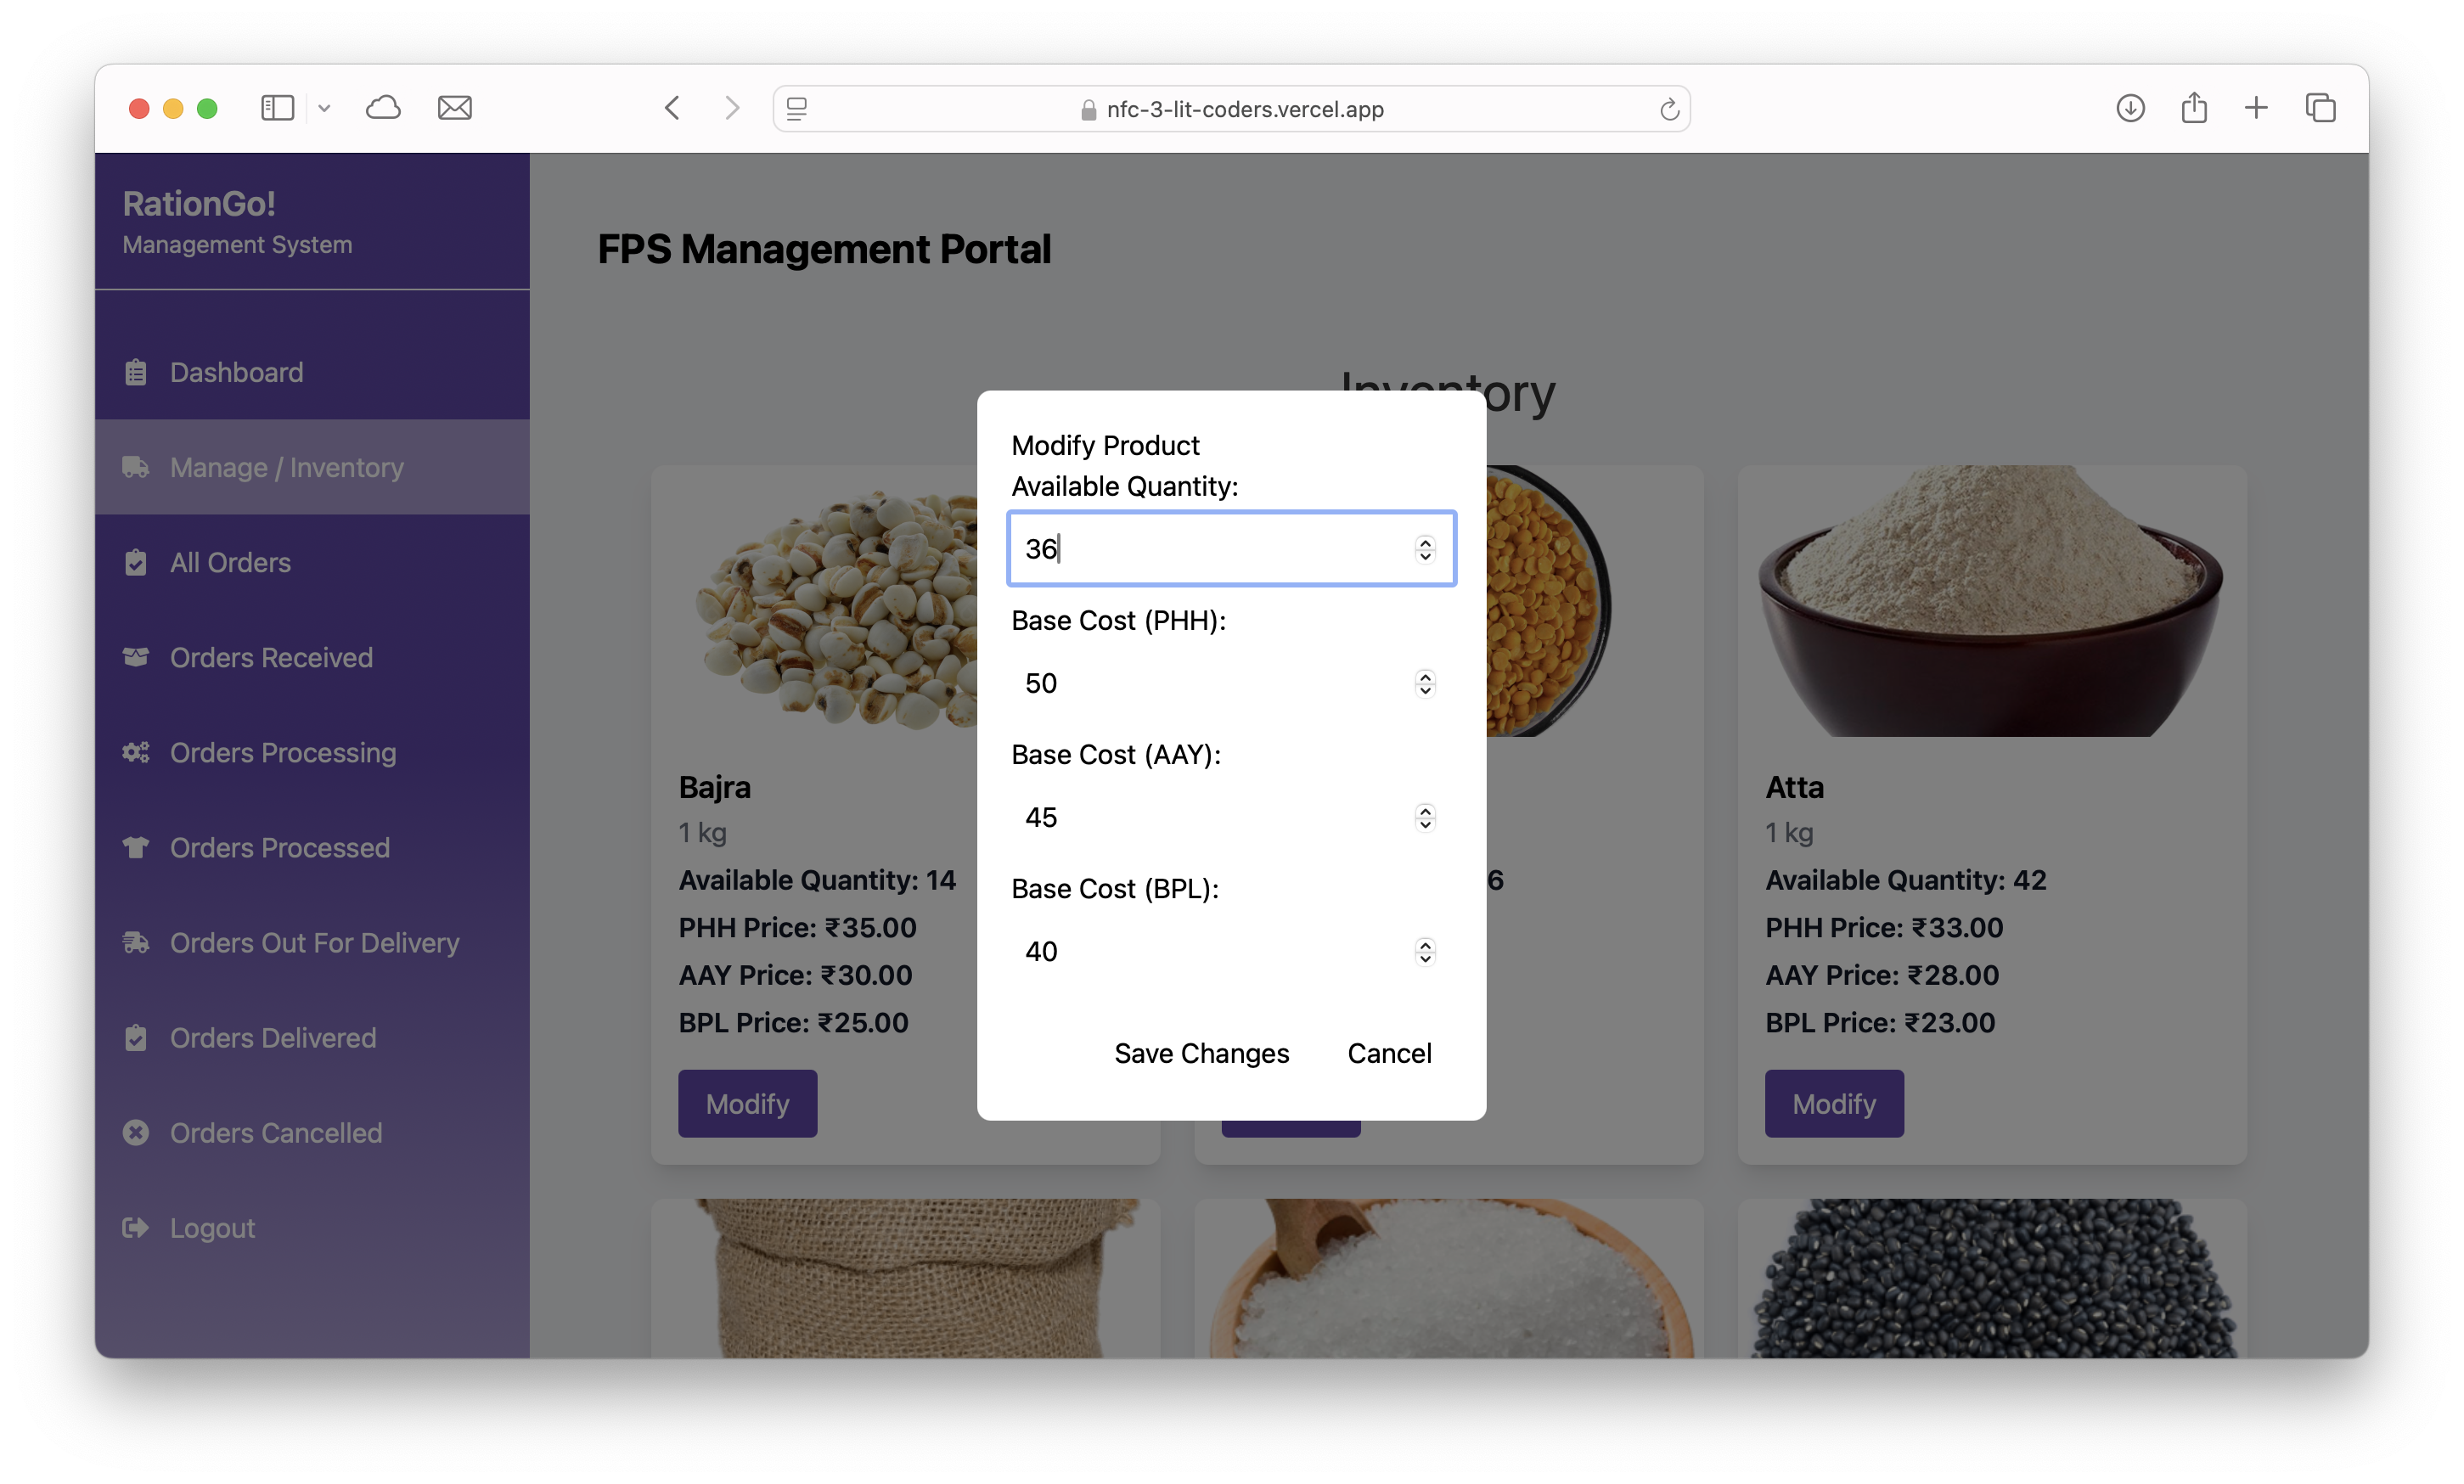 nfc-3-lit-coders.vercel.app
RationGo!
Management System
Dashboard
Manage / Inventory
All Orders
Orders Received
Orders Processing
Orders Processed
Orders Out For Delivery
Orders Delivered
Orders Cancelled
Logout
FPS Management Portal
Inventory
Bajra
1 kg
Available Quantity: 14
PHH Price: ₹35.00
AAY Price: ₹30.00
BPL Price: ₹25.00
Modify
Modify Product
Available Quantity:
36
Base Cost (PHH):
50
Base Cost (AAY):
45
Base Cost (BPL):
40
Save Changes
Cancel
6
Atta
1 kg
Available Quantity: 42
PHH Price: ₹33.00
AAY Price: ₹28.00
BPL Price: ₹23.00
Modify